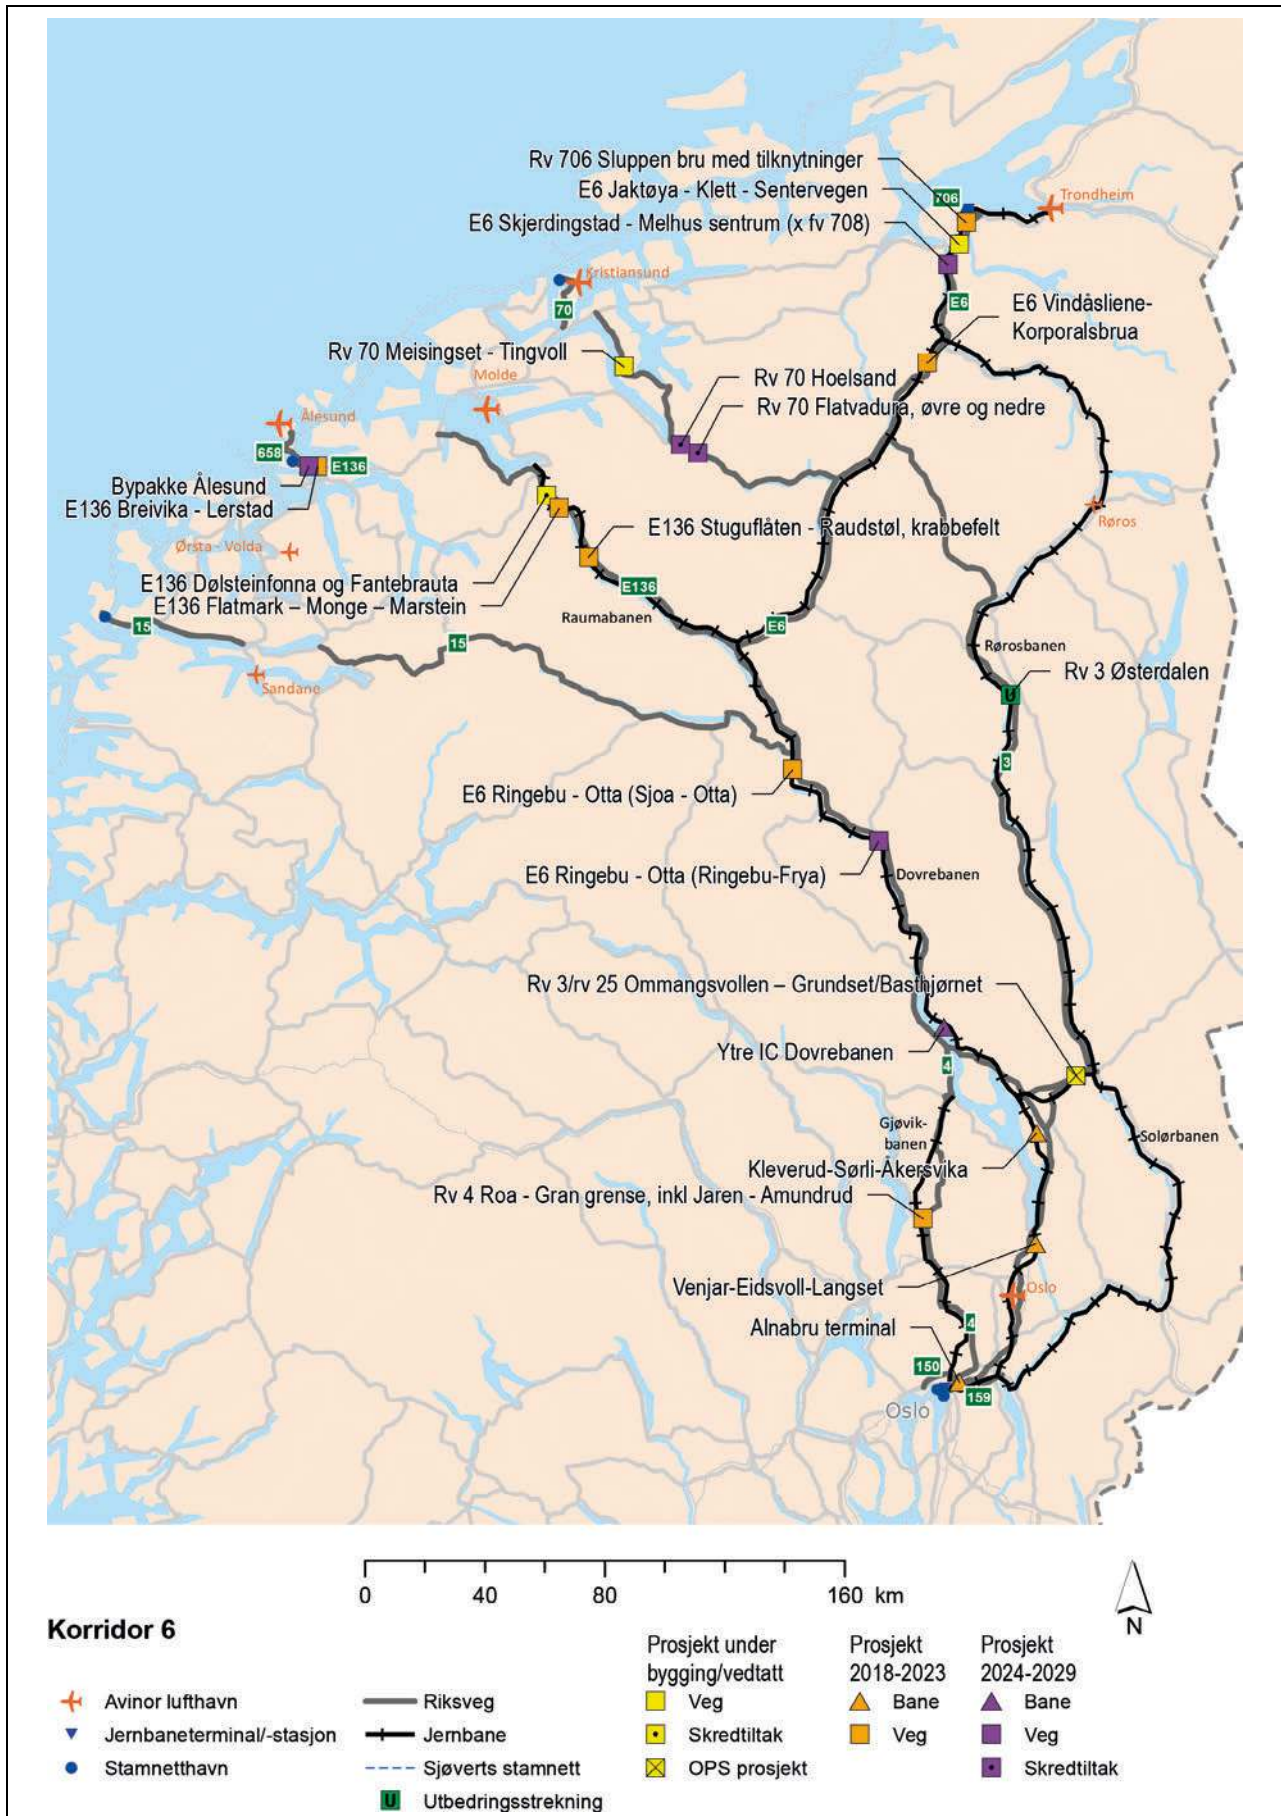 Rv 706 Sluppen bru med tilknytninger
706
Trondheim
E6 Jaktøya - Klett - Sentervegen
E6 Skjerdingstad - Melhus sentrum (x fv 708)
Kristiansund
70
E6
E6 Vindåsliene-
Korporalsbrua
Rv 70 Meisingset - Tingvoll
Molde
Rv 70 Hoelsand
Rv 70 Flatvadura, øvre og nedre
Ålesund
658
E136
Bypakke Ålesund
E136 Breivika - Lerstad
Røros
E136 Stuguflåten - Raudstøl, krabbefelt
Ørsta - Volda
E136 Dølsteinfonna og Fantebrauta
E136
E136 Flatmark – Monge – Marstein
Raumabanen
15
E6
15
Rørosbanen
Rv 3 Østerdalen
U
Sandane
3
E6 Ringebu - Otta (Sjoa - Otta)
E6 Ringebu - Otta (Ringebu-Frya)
Dovrebanen
Rv 3/rv 25 Ommangsvollen – Grundset/Basthjørnet
Ytre IC Dovrebanen
4
Gjøvik-
banen
Solørbanen
Kleverud-Sørli-Åkersvika
Rv 4 Roa - Gran grense, inkl Jaren - Amundrud
Venjar-Eidsvoll-Langset
Oslo
Alnabru terminal
4
150
159
Oslo
0 40 80 160 km
N
Korridor 6
Avinor lufthavn
Jernbaneterminal/-stasjon
Stamnetthavn
Riksveg
Jernbane
Sjøverts stamnett
U Utbedringsstrekning
Prosjekt under
bygging/vedtatt
Veg
Skredtiltak
OPS prosjekt
Prosjekt
2018-2023
Bane
Veg
Prosjekt
2024-2029
Bane
Veg
Skredtiltak